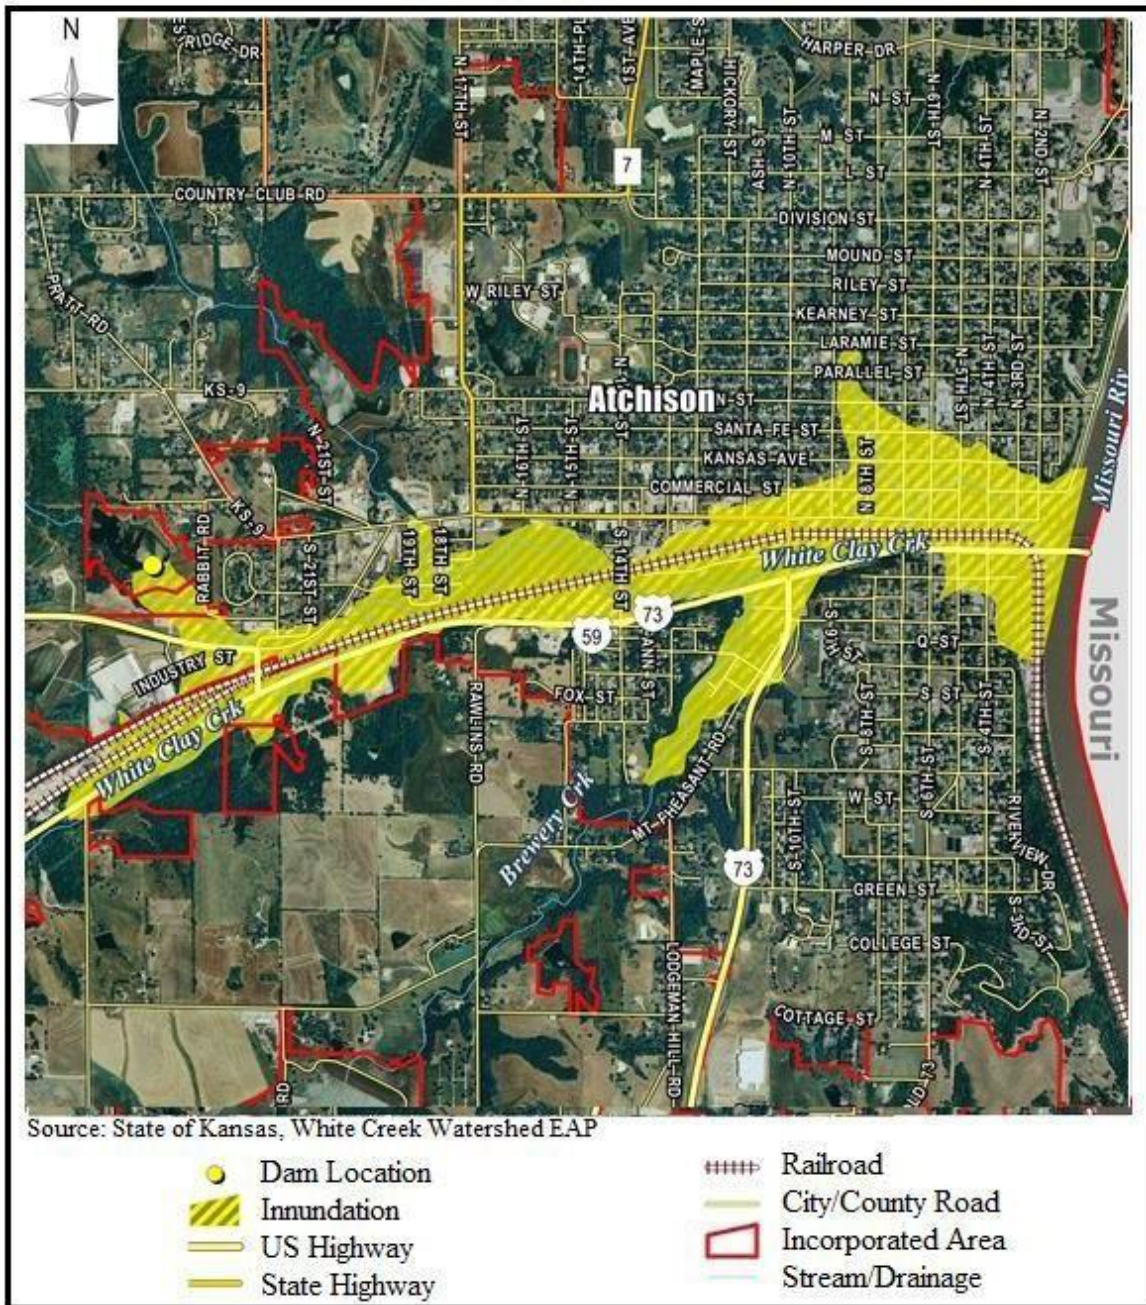 N
RIDGE-DR
N-17TH-ST
14TH-PL
1ST-AVE
MAPLE-S
HICKORY-ST
HARPER-DR
N-6TH-ST
N-ST
M-ST
ASH-ST
N-10TH-ST
N-4TH-ST
N-2ND-ST
7
L-ST
COUNTRY-CLUB-RD
DIVISION-ST
MOUND-ST
PRATT-RD
W-RILEY-ST
RILEY-ST
KEARNEY-ST
LARAMIE-ST
PARALLEL-ST
N-5TH-ST
N-4TH-ST
N-3RD-ST
KS-9
Atchison
N-ST
SANTA-FE-ST
Missouri Riv
N-21ST-ST
N-16TH-ST
N-15TH-ST
KANSAS-AVE
COMMERCIAL-ST
N-8TH-ST
KS-9
RABBIT-RD
S-21ST-ST
19TH-ST
18TH-ST
S-14TH-ST
White Clay Crk
59
73
S-9TH-ST
Q-ST
Missouri
INDUSTRY-ST
RAWLINS-RD
FOX-ST
S-8TH-ST
S-ST
S-4TH-ST
White Clay Crk
S-6TH-ST
MT-PHEASANT-RD
S-10TH-ST
W-ST
RIVERVIEW-DR
Brewery Crk
73
GREEN-ST
S-3RD-ST
COLLEGE-ST
LODGEMAN-HILL-RD
COTTAGE-ST
RD
Source: State of Kansas, White Creek Watershed EAP
Dam Location
Innundation
US Highway
State Highway
Railroad
City/County Road
Incorporated Area
Stream/Drainage